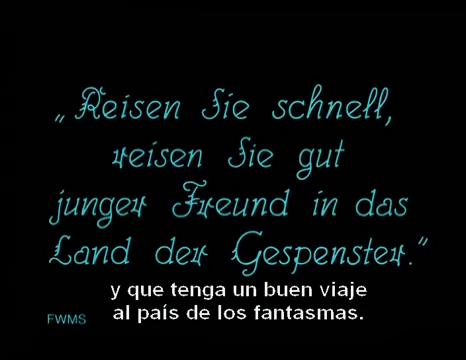 „Reisen Sie schnell,
reisen Sie gut
junger Freund in das
Land der Gespenster.“
y que tenga un buen viaje
al país de los fantasmas.
FWMS